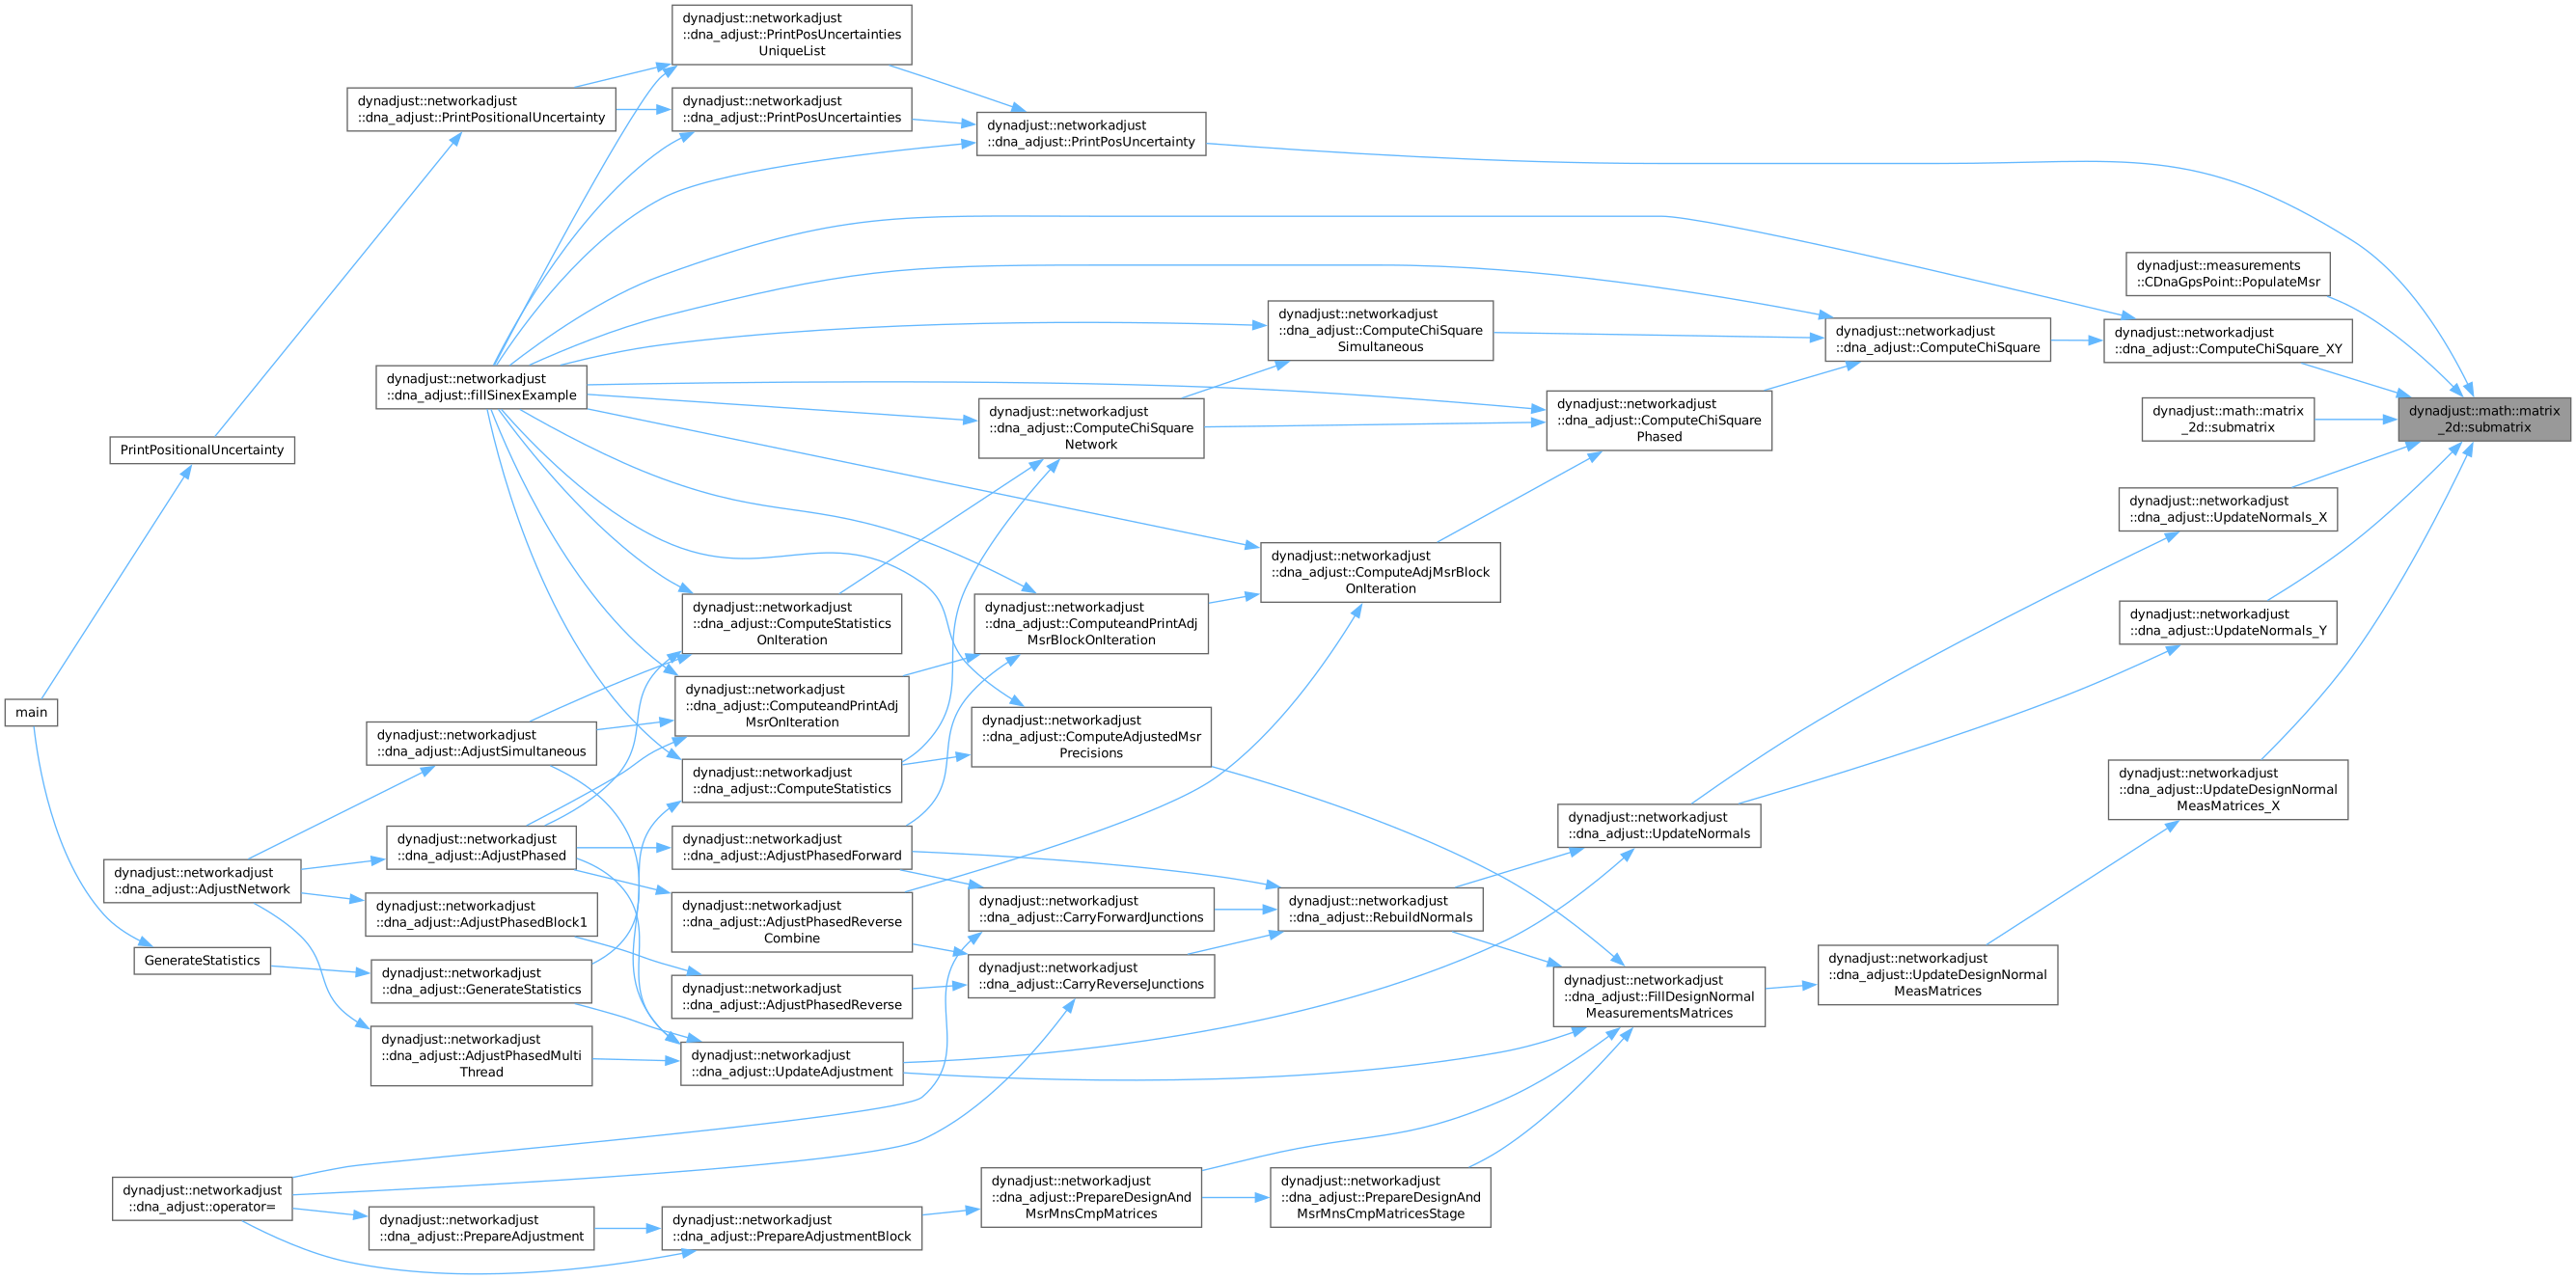 dynadjust::networkadjust
::dna_adjust::PrintPosUncertainties
UniqueList
dynadjust::networkadjust
::dna_adjust::PrintPositionalUncertainty
dynadjust::networkadjust
::dna_adjust::PrintPosUncertainties
dynadjust::networkadjust
::dna_adjust::PrintPosUncertainty
dynadjust::measurements
::CDnaGpsPoint::PopulateMsr
dynadjust::networkadjust
::dna_adjust::ComputeChiSquare
Simultaneous
dynadjust::networkadjust
::dna_adjust::ComputeChiSquare
dynadjust::networkadjust
::dna_adjust::ComputeChiSquare_XY
dynadjust::networkadjust
::dna_adjust::fillSinexExample
dynadjust::networkadjust
::dna_adjust::ComputeChiSquare
Network
dynadjust::networkadjust
::dna_adjust::ComputeChiSquare
Phased
dynadjust::math::matrix
_2d::submatrix
dynadjust::math::matrix
_2d::submatrix
PrintPositionalUncertainty
dynadjust::networkadjust
::dna_adjust::UpdateNormals_X
dynadjust::networkadjust
::dna_adjust::ComputeAdjMsrBlock
OnIteration
dynadjust::networkadjust
::dna_adjust::ComputeStatistics
OnIteration
dynadjust::networkadjust
::dna_adjust::ComputeandPrintAdj
MsrBlockOnIteration
dynadjust::networkadjust
::dna_adjust::UpdateNormals_Y
main
dynadjust::networkadjust
::dna_adjust::ComputeandPrintAdj
MsrOnIteration
dynadjust::networkadjust
::dna_adjust::AdjustSimultaneous
dynadjust::networkadjust
::dna_adjust::ComputeAdjustedMsr
Precisions
dynadjust::networkadjust
::dna_adjust::ComputeStatistics
dynadjust::networkadjust
::dna_adjust::UpdateDesignNormal
MeasMatrices_X
dynadjust::networkadjust
::dna_adjust::AdjustPhased
dynadjust::networkadjust
::dna_adjust::AdjustPhasedForward
dynadjust::networkadjust
::dna_adjust::UpdateNormals
dynadjust::networkadjust
::dna_adjust::AdjustNetwork
dynadjust::networkadjust
::dna_adjust::AdjustPhasedBlock1
dynadjust::networkadjust
::dna_adjust::AdjustPhasedReverse
Combine
dynadjust::networkadjust
::dna_adjust::CarryForwardJunctions
dynadjust::networkadjust
::dna_adjust::RebuildNormals
GenerateStatistics
dynadjust::networkadjust
::dna_adjust::GenerateStatistics
dynadjust::networkadjust
::dna_adjust::AdjustPhasedReverse
dynadjust::networkadjust
::dna_adjust::CarryReverseJunctions
dynadjust::networkadjust
::dna_adjust::FillDesignNormal
MeasurementsMatrices
dynadjust::networkadjust
::dna_adjust::UpdateDesignNormal
MeasMatrices
dynadjust::networkadjust
::dna_adjust::AdjustPhasedMulti
Thread
dynadjust::networkadjust
::dna_adjust::UpdateAdjustment
dynadjust::networkadjust
::dna_adjust::operator=
dynadjust::networkadjust
::dna_adjust::PrepareAdjustment
dynadjust::networkadjust
::dna_adjust::PrepareAdjustmentBlock
dynadjust::networkadjust
::dna_adjust::PrepareDesignAnd
MsrMnsCmpMatrices
dynadjust::networkadjust
::dna_adjust::PrepareDesignAnd
MsrMnsCmpMatricesStage